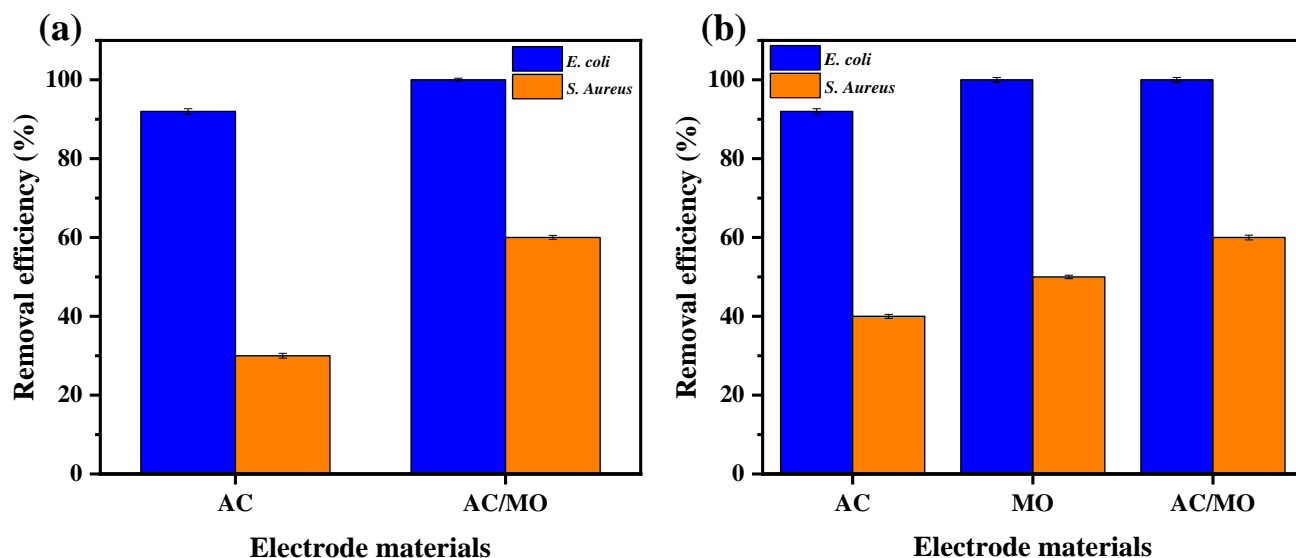 (a)
E. coli
S. Aureus
Removal efficiency (%)
100
80
60
40
20
0
AC
AC/MO
Electrode materials
(b)
E. coli
S. Aureus
Removal efficiency (%)
100
80
60
40
20
0
AC
MO
AC/MO
Electrode materials